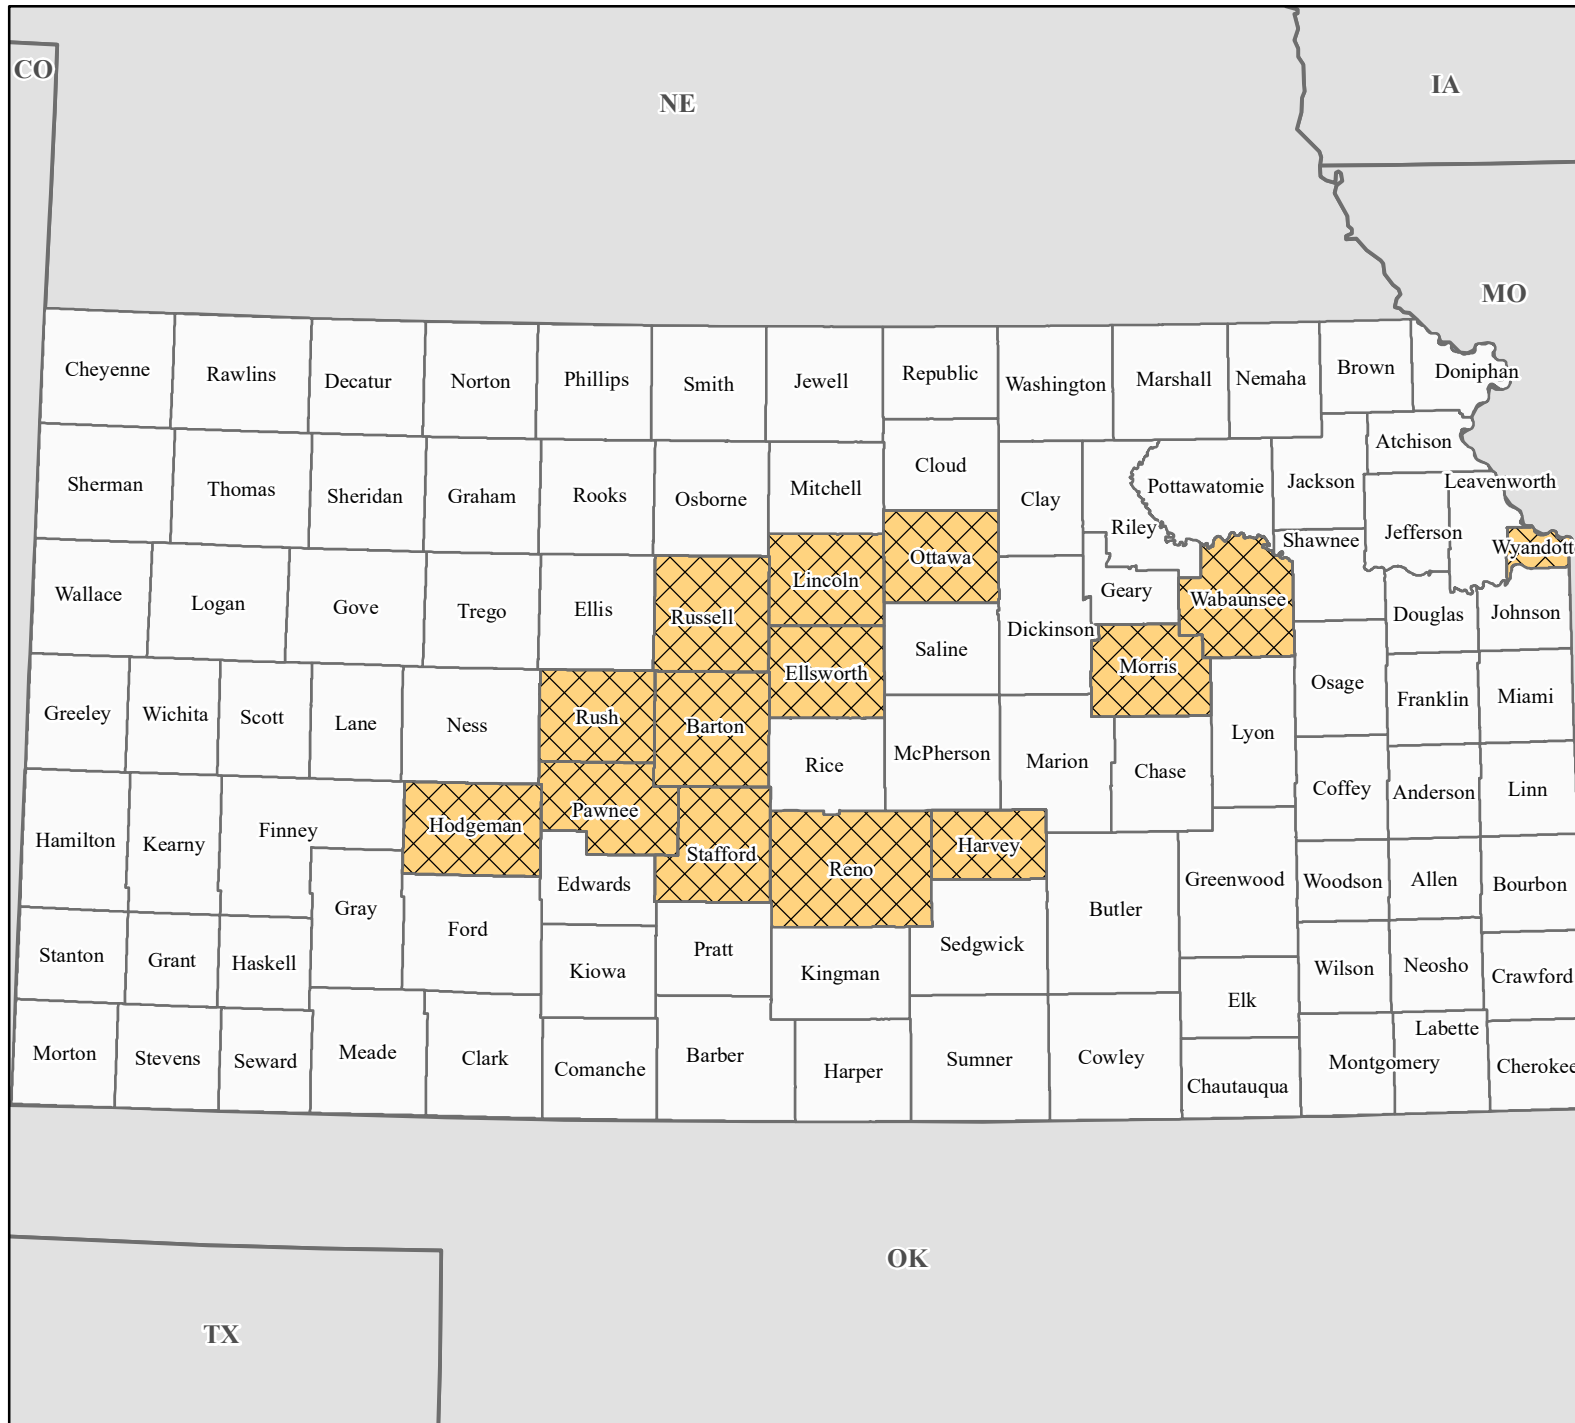 CO
NE
IA
MO
Cheyenne
Rawlins
Decatur
Norton
Phillips
Smith
Jewell
Republic
Washington
Marshall
Nemaha
Brown
Doniphan
Atchison
Sherman
Thomas
Sheridan
Graham
Rooks
Osborne
Mitchell
Cloud
Clay
Riley
Pottawatomie
Jackson
Leavenworth
Jefferson
Shawnee
Wyandott
Wallace
Logan
Gove
Trego
Ellis
Russell
Lincoln
Ottawa
Saline
Dickinson
Geary
Wabaunsee
Douglas
Johnson
Greeley
Wichita
Scott
Lane
Ness
Rush
Barton
Ellsworth
Rice
McPherson
Marion
Morris
Chase
Lyon
Osage
Franklin
Miami
Hamilton
Kearny
Finney
Hodgeman
Pawnee
Stafford
Reno
Harvey
Butler
Greenwood
Coffey
Anderson
Linn
Woodson
Allen
Bourbon
Gray
Ford
Edwards
Stanton
Grant
Haskell
Kiowa
Pratt
Kingman
Sedgwick
Elk
Wilson
Neosho
Crawford
Morton
Stevens
Seward
Meade
Clark
Comanche
Barber
Harper
Sumner
Cowley
Chautauqua
Montgomery
Labette
Cherokee
OK
TX